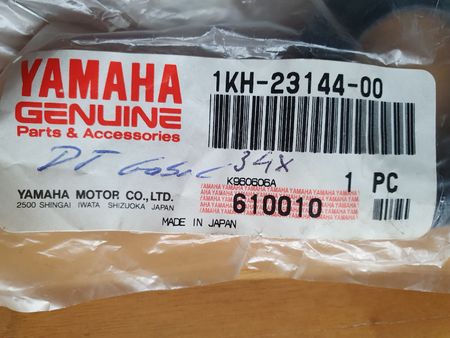 YAMAHA
GENUINE
Parts & Accessories
1KH-23144-00
DT 34X
K960606A
1 PC
YAMAHA MOTOR CO., LTD.
2500 SHINGAI IWATA SHIZUOKA JAPAN
610010
MADE IN JAPAN